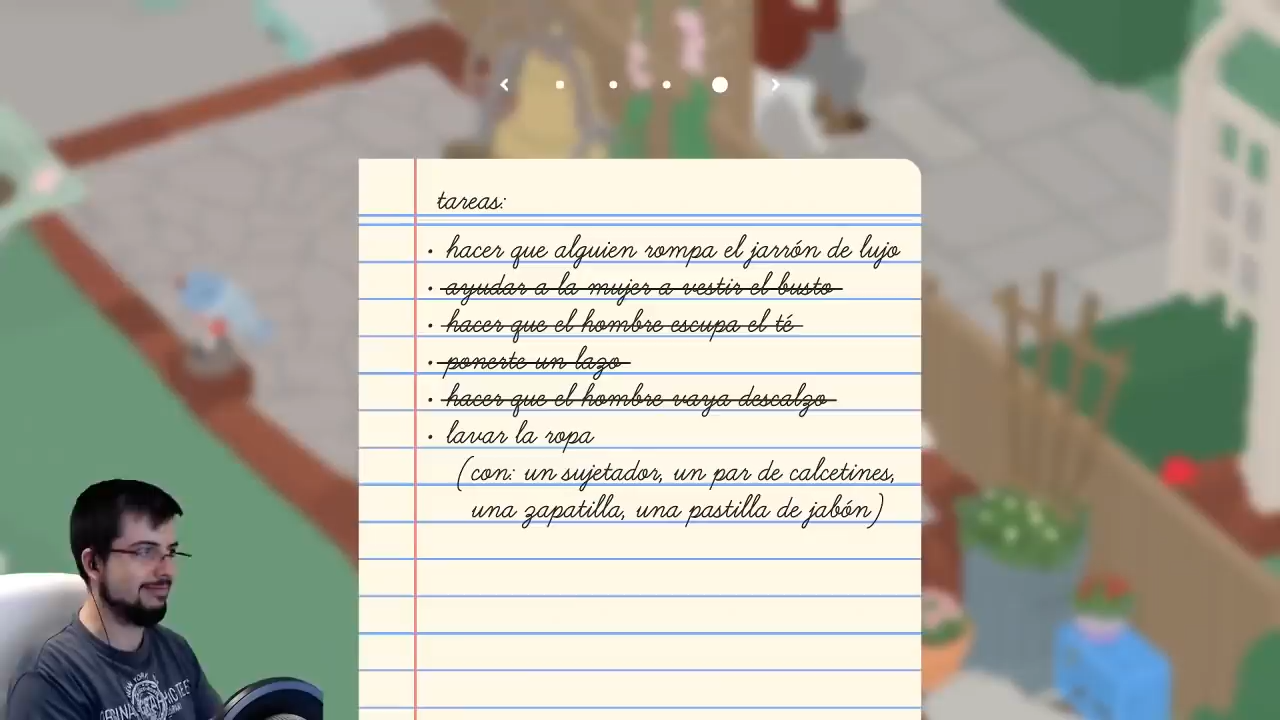 tareas:
• hacer que alguien rompa el jarrón de lujo
• ayudar a la mujer a vestir el busto
• hacer que el hombre escupa el té
• ponerte un lazo
• hacer que el hombre vaya descalzo
• lavar la ropa
(con: un sujetador, un par de calcetines,
una zapatilla, una pastilla de jabón)
NEW YORK